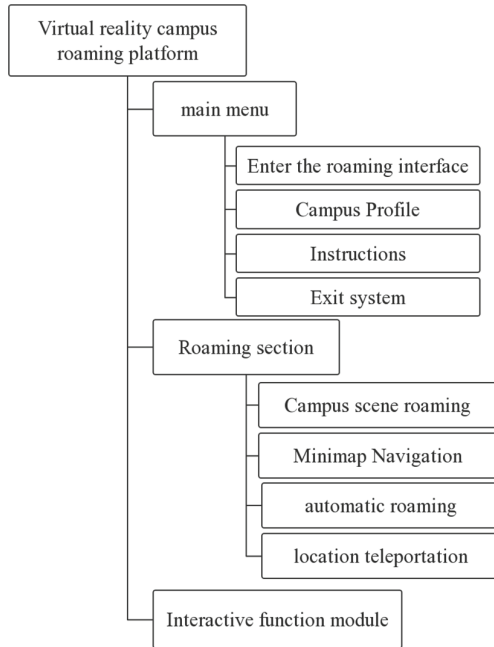 Virtual reality campus
roaming platform
main menu
Enter the roaming interface
Campus Profile
Instructions
Exit system
Roaming section
Campus scene roaming
Minimap Navigation
automatic roaming
location teleportation
Interactive function module